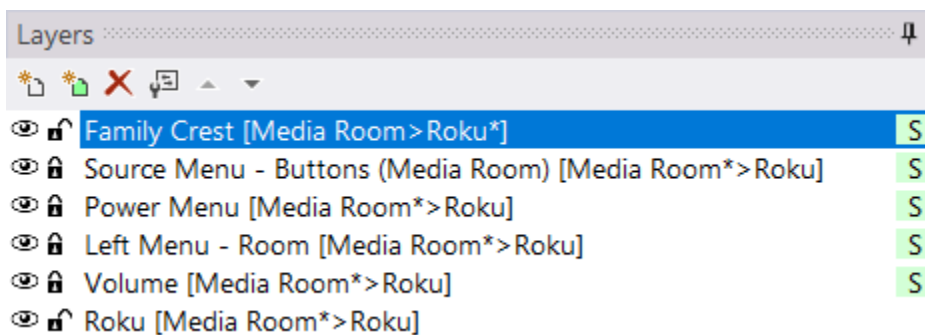 Layers
Family Crest [Media Room>Roku*] S
Source Menu - Buttons (Media Room) [Media Room*>Roku] S
Power Menu [Media Room*>Roku] S
Left Menu - Room [Media Room*>Roku] S
Volume [Media Room*>Roku] S
Roku [Media Room*>Roku]